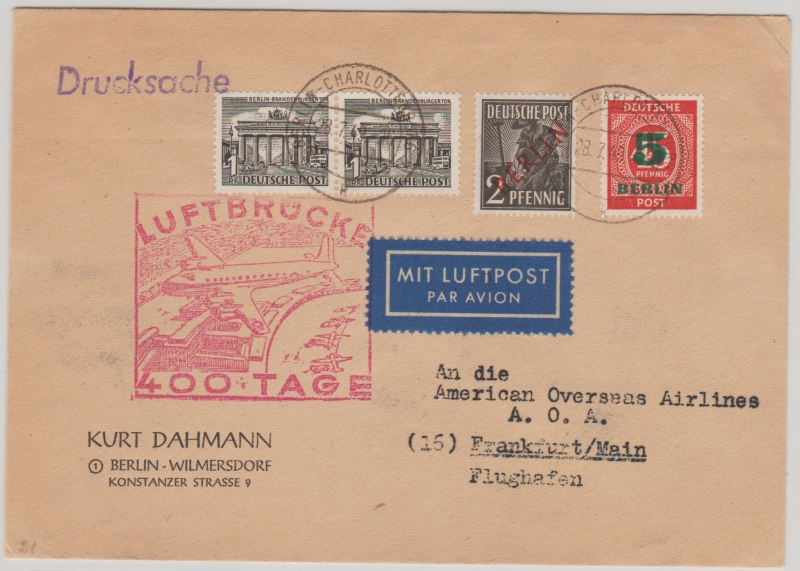 Drucksache
BERLIN-BRANDENBURGER TOR
1
DEUTSCHE POST
BERLIN-BRANDENBURGER TOR
1
DEUTSCHE POST
DEUTSCHE POST
BERLIN
2 PFENNIG
DEUTSCHE
5
PFENNIG
BERLIN
POST
28.7.
LUFTBRÜCKE
400 TAGE
MIT LUFTPOST
PAR AVION
An die
American Overseas Airlines
A. O. A.
(16) Frankfurt/Main
Flughafen
KURT DAHMANN
① BERLIN-WILMERSDORF
KONSTANZER STRASSE 9